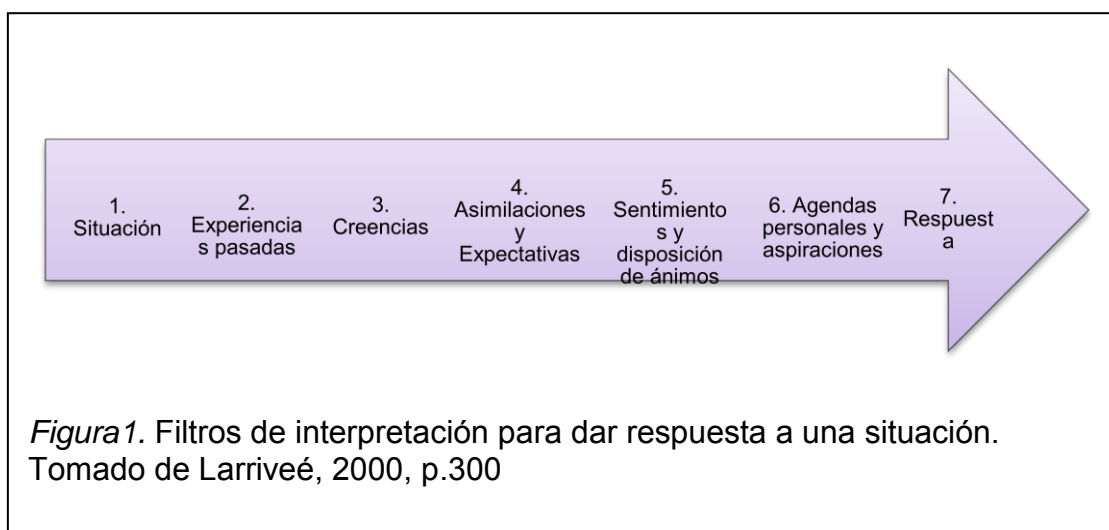 1.
Situación
2.
Experiencia
s pasadas
3.
Creencias
4.
Asimilaciones
y
Expectativas
5.
Sentimiento
s y
disposición
de ánimos
6. Agendas
personales y
aspiraciones
7.
Respuest
a
Figura1. Filtros de interpretación para dar respuesta a una situación.
Tomado de Larriveé, 2000, p.300